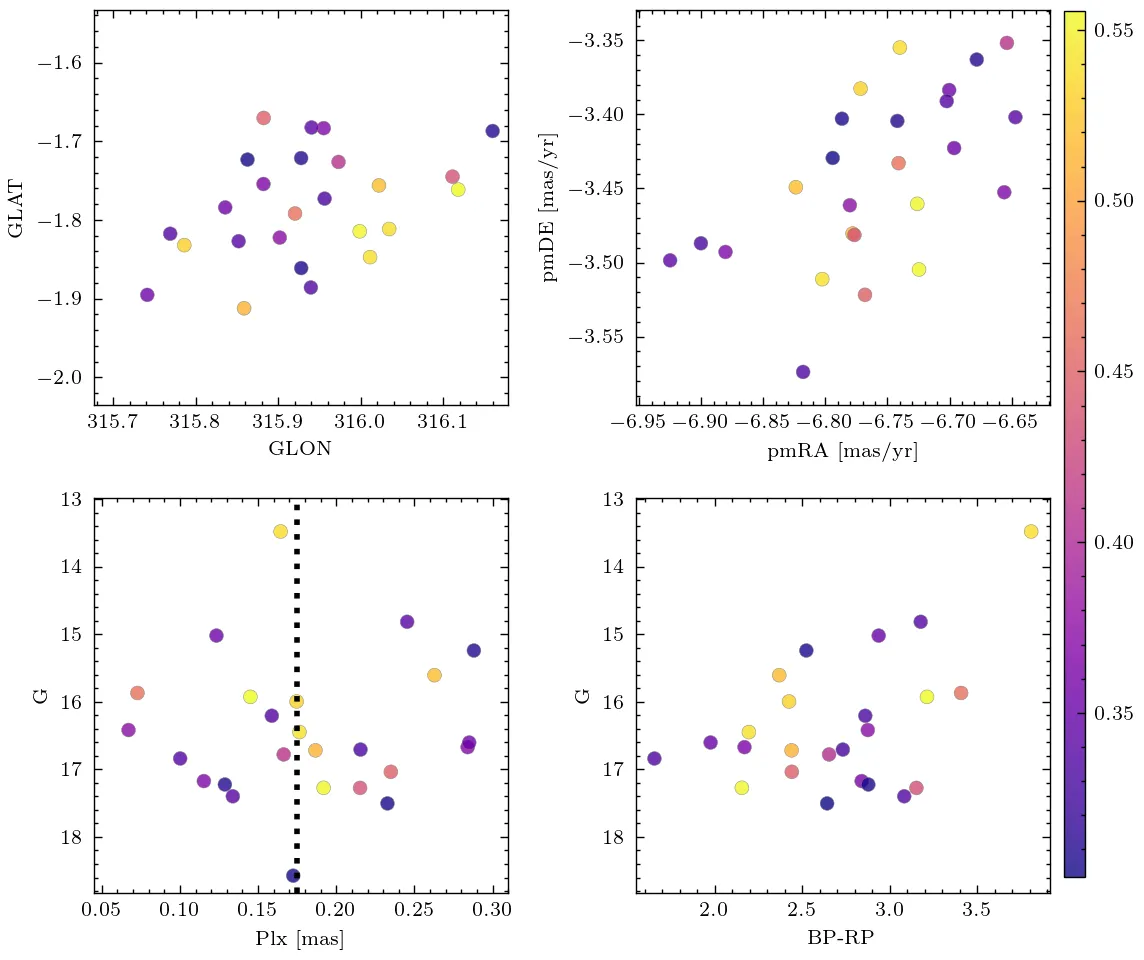 −1.6
−1.7
−1.8
−1.9
−2.0
GLAT
315.7 315.8 315.9 316.0 316.1
GLON
−3.35
−3.40
−3.45
−3.50
−3.55
pmDE [mas/yr]
−6.95 −6.90 −6.85 −6.80 −6.75 −6.70 −6.65
pmRA [mas/yr]
13
14
15
16
17
18
G
0.05 0.10 0.15 0.20 0.25 0.30
Plx [mas]
13
14
15
16
17
18
G
2.0 2.5 3.0 3.5
BP-RP
0.55
0.50
0.45
0.40
0.35